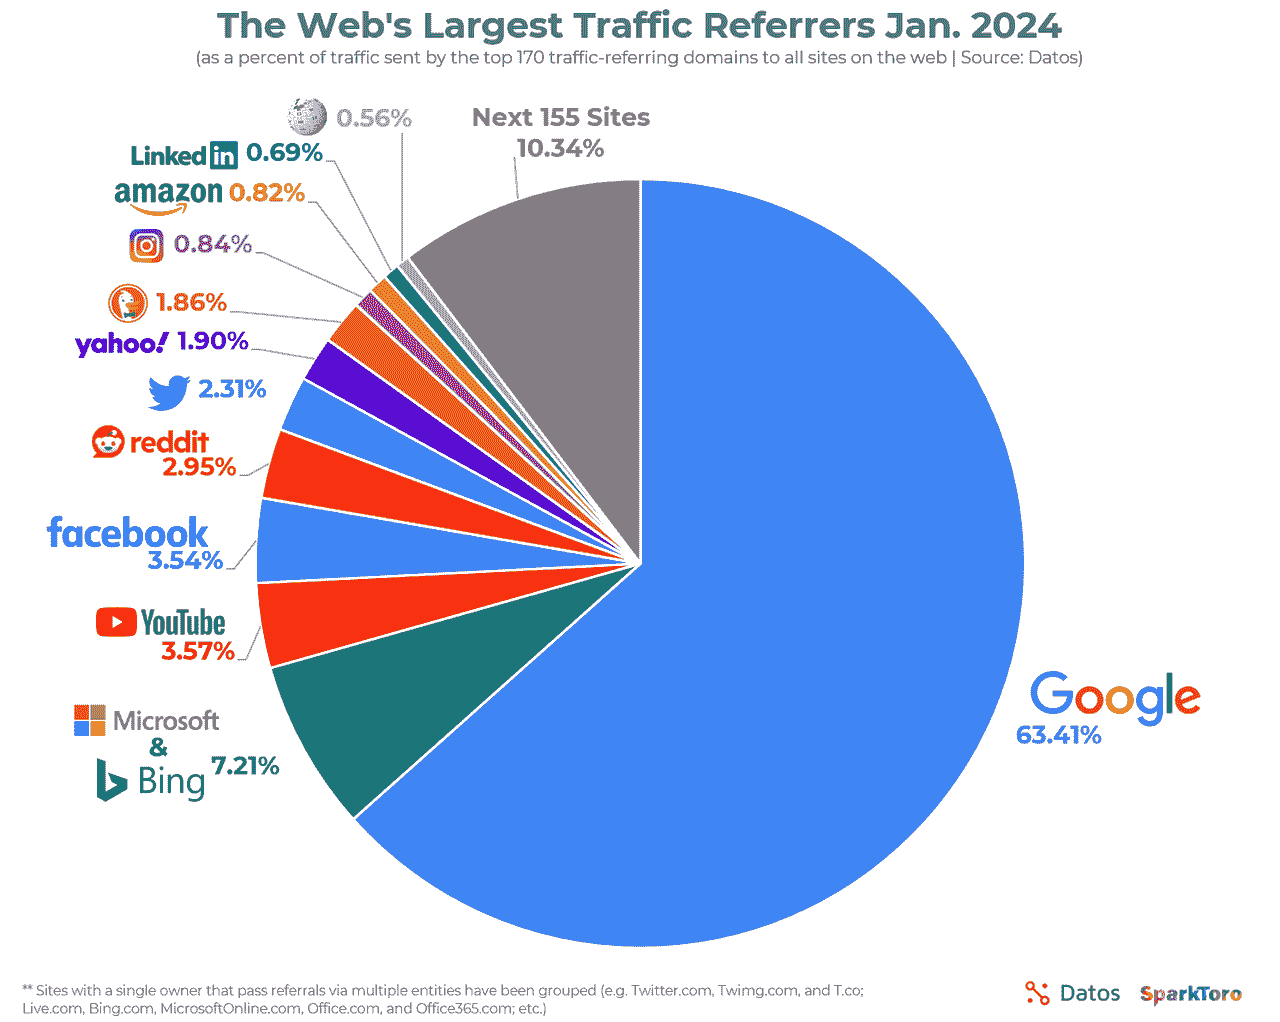 The Web's Largest Traffic Referrers Jan. 2024
(as a percent of traffic sent by the top 170 traffic-referring domains to all sites on the web | Source: Datos)
0.56%
Next 155 Sites
10.34%
Linked in 0.69%
amazon 0.82%
0.84%
1.86%
yahoo! 1.90%
2.31%
reddit
2.95%
facebook
3.54%
YouTube
3.57%
Google
63.41%
Microsoft
&
Bing 7.21%
** Sites with a single owner that pass referrals via multiple entities have been grouped (e.g. Twitter.com, Twimg.com, and T.co;
Live.com, Bing.com, MicrosoftOnline.com, Office.com, and Office365.com; etc.)
Datos SparkToro